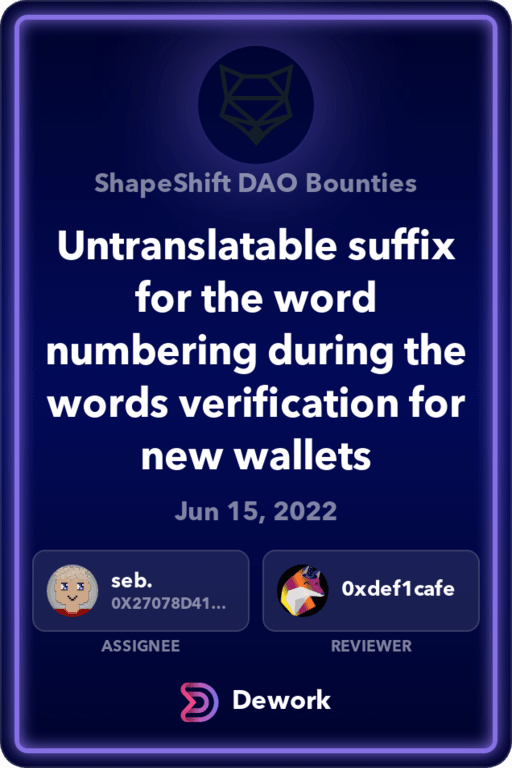 ShapeShift DAO Bounties
Untranslatable suffix
for the word
numbering during the
words verification for
new wallets
Jun 15, 2022
seb.
0X27078D41...
0xdef1cafe
ASSIGNEE
REVIEWER
Dework